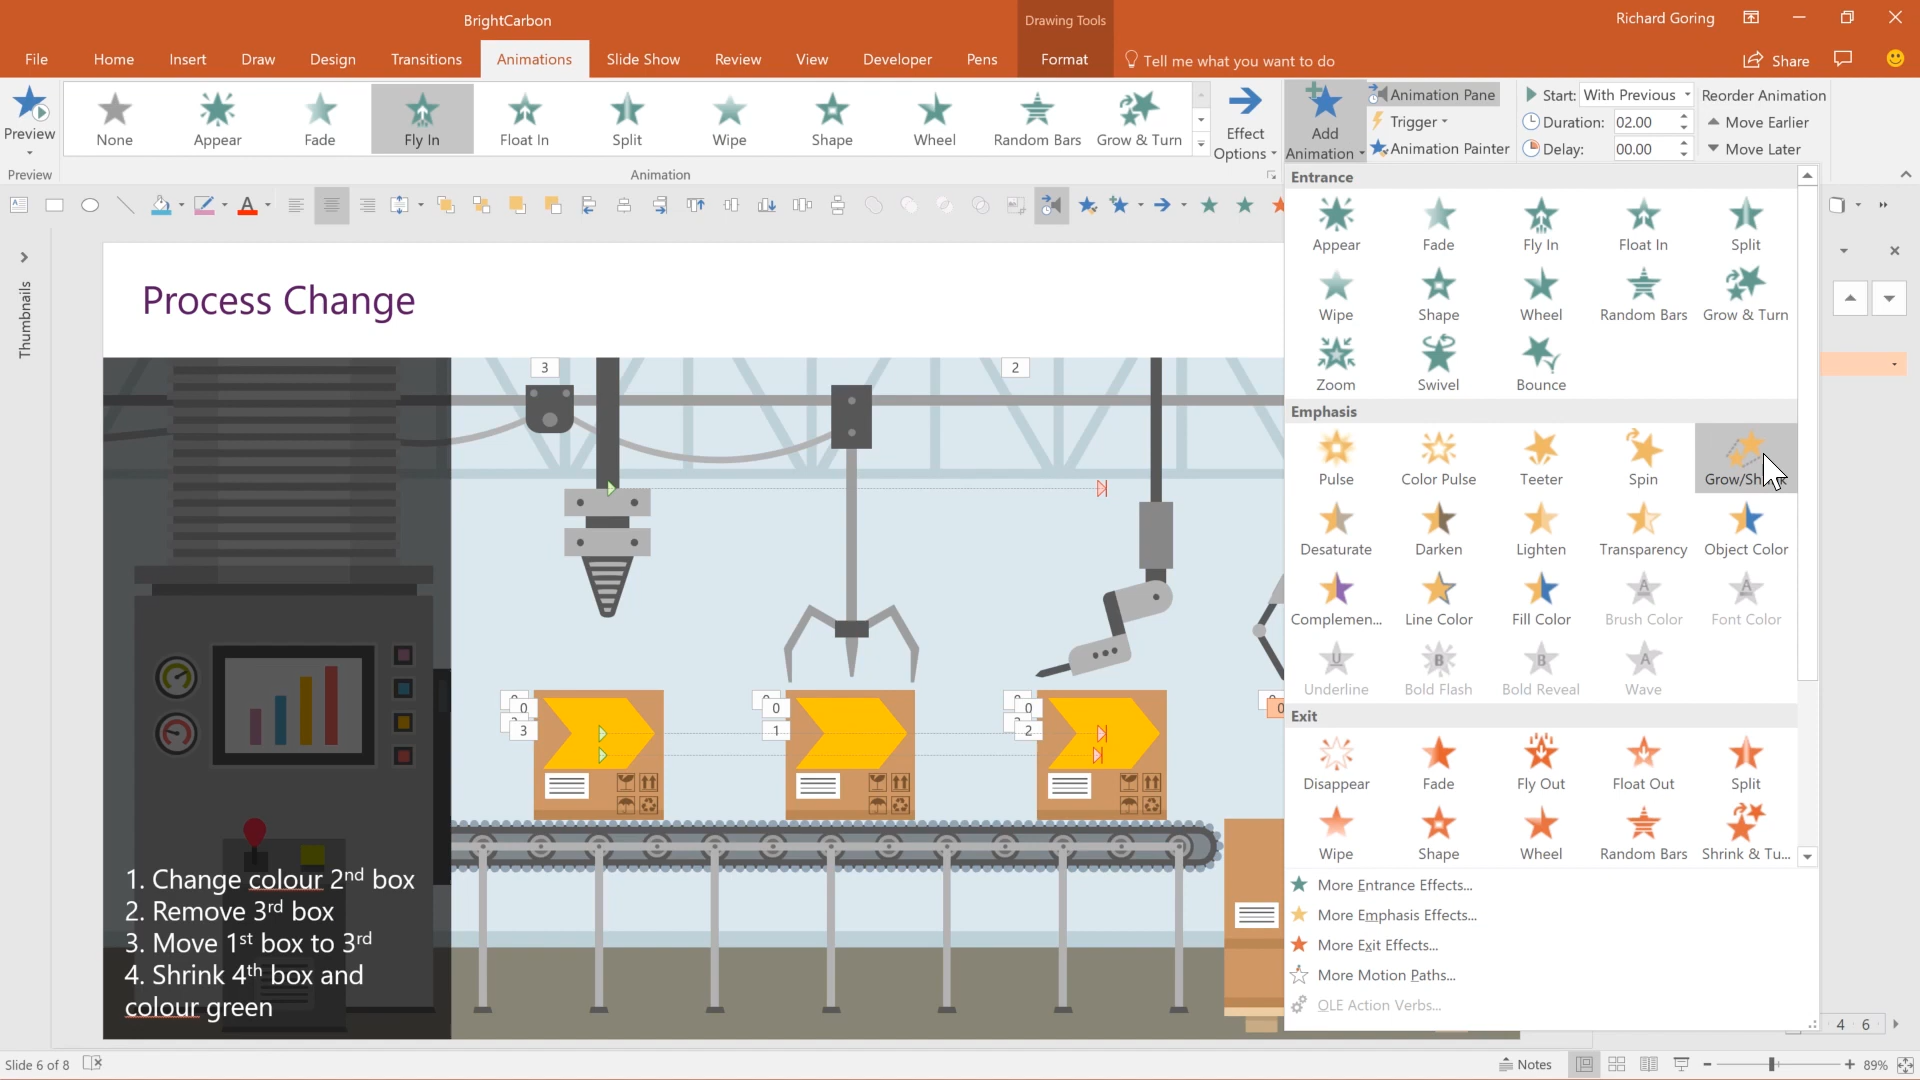 BrightCarbon
Drawing Tools
Richard Goring
File Home Insert Draw Design Transitions Animations Slide Show Review View Developer Pens Format Tell me what you want to do Share
Preview
None Appear Fade Fly In Float In Split Wipe Shape Wheel Random Bars Grow & Turn
Effect Options
Add Animation
Animation Pane
Trigger
Animation Painter
Start: With Previous
Duration: 02.00
Delay: 00.00
Reorder Animation
Move Earlier
Move Later
Preview
Animation
Entrance
Appear Fade Fly In Float In Split
Wipe Shape Wheel Random Bars Grow & Turn
Zoom Swivel Bounce
Emphasis
Pulse Color Pulse Teeter Spin
Desaturate Darken Lighten Transparency Object Color
Complemen... Line Color Fill Color Brush Color Font Color
Underline Bold Flash Bold Reveal Wave
Exit
Disappear Fade Fly Out Float Out Split
Wipe Shape Wheel Random Bars Shrink & Tu...
More Entrance Effects...
More Emphasis Effects...
More Exit Effects...
More Motion Paths...
OLE Action Verbs...
Thumbnails
Process Change
3
2
0
3
0
1
0
2
0
1. Change colour 2nd box
2. Remove 3rd box
3. Move 1st box to 3rd
4. Shrink 4th box and
colour green
4 6
Slide 6 of 8
Notes
89%